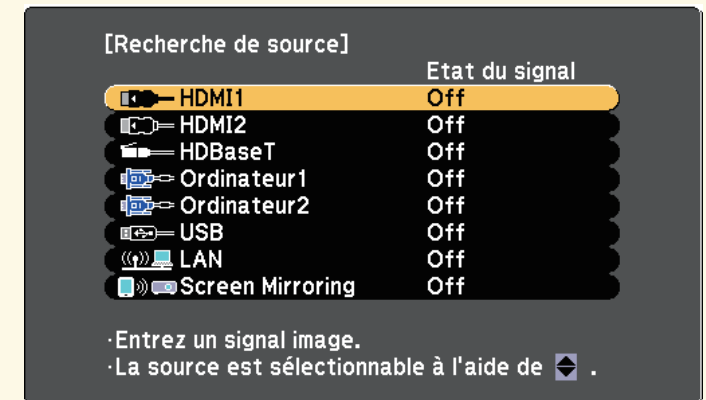 [Recherche de source]
Etat du signal
HDMI1 Off
HDMI2 Off
HDBaseT Off
Ordinateur1 Off
Ordinateur2 Off
USB Off
LAN Off
Screen Mirroring Off
·Entrez un signal image.
·La source est sélectionnable à l'aide de .